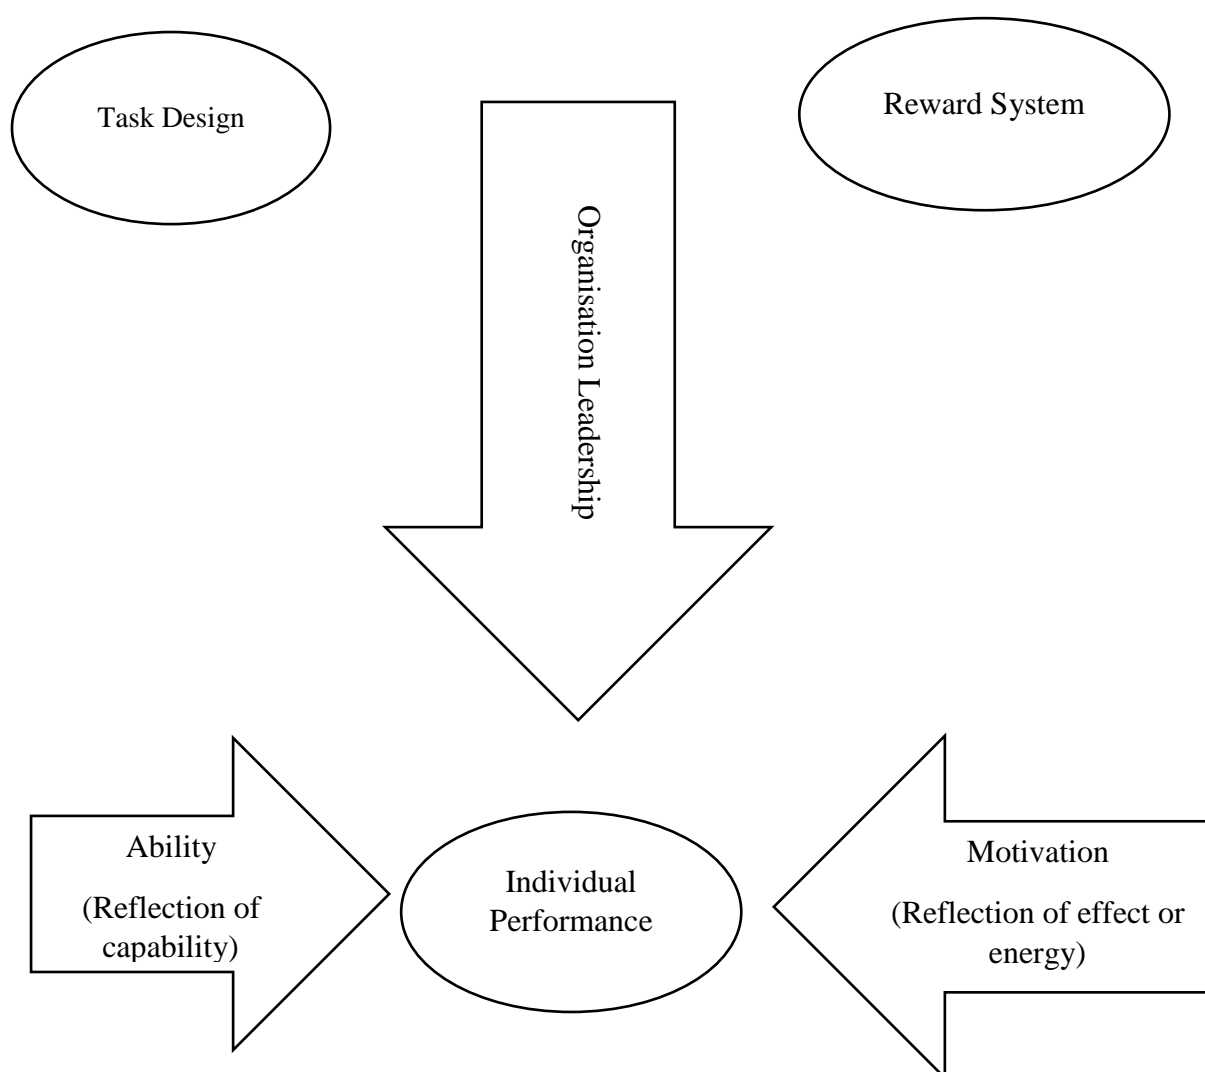 Task Design
Reward System
Organisation Leadership
Ability
(Reflection of
capability)
Individual
Performance
Motivation
(Reflection of effect or
energy)